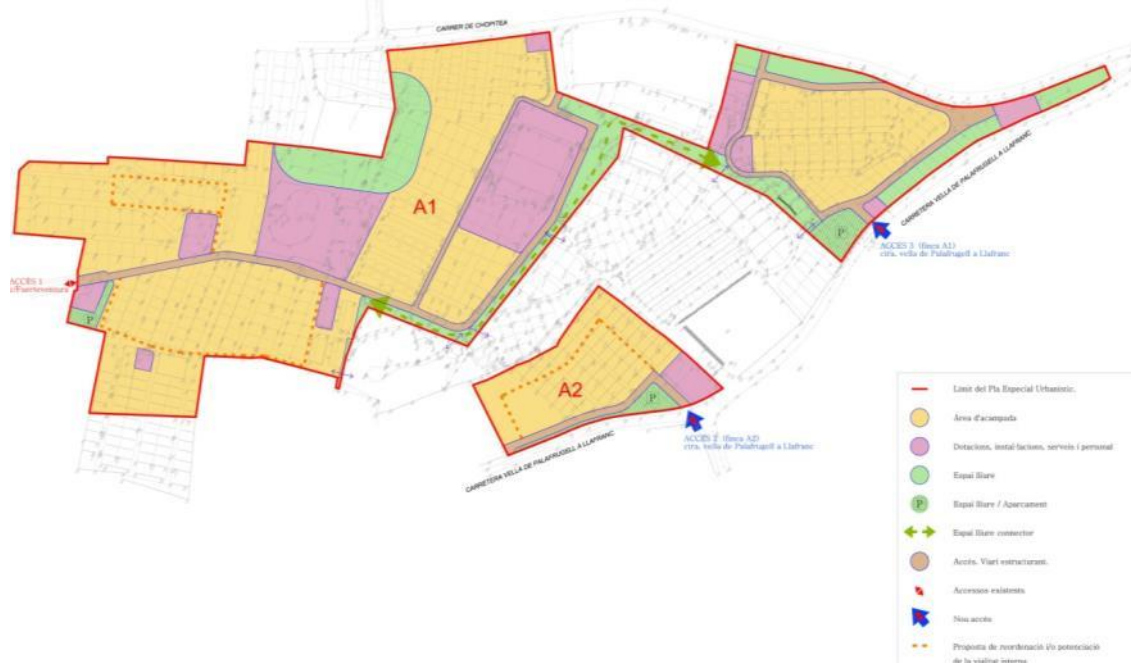 CARRER DE CHOPITEA
A1
P
ACCÉS 3 (finca A1)
ctra. vella de Palafrugell a Llafranc
CARRETERA VELLA DE PALAFRUGELL A LLAFRANC
ACCÉS 1
P
A2
P
ACCÉS 2 (finca A2)
ctra. vella de Palafrugell a Llafranc
CARRETERA VELLA DE PALAFRUGELL A LLAFRANC
Límit del Pla Especial Urbanístic.
Àrea d'acampada
Dotacions, instal·lacions, serveis i personal
Espai lliure
P
Espai lliure / Aparcament
Espai lliure connector
Accés. Viari estructurant.
Accessos existents
Nou accés
Proposta de reordenació i/o potenciació
de la vialitat interna